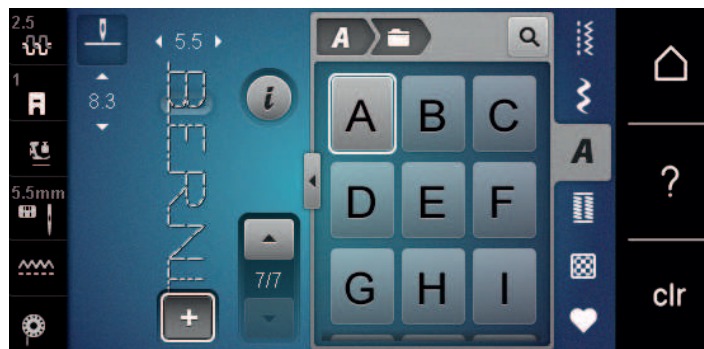 2.5
5.5
A
1
8.3
i
A B C
BERNI
A
?
5.5mm
D E F
7/7
G H I
+
clr